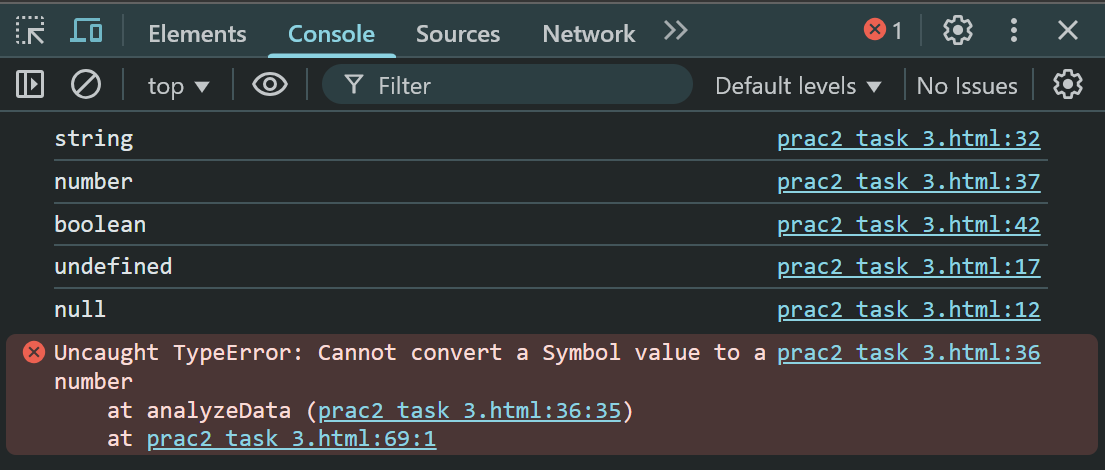 Elements Console Sources Network 1
top Filter Default levels No Issues
string prac2 task 3.html:32
number prac2 task 3.html:37
boolean prac2 task 3.html:42
undefined prac2 task 3.html:17
null prac2 task 3.html:12
Uncaught TypeError: Cannot convert a Symbol value to a prac2 task 3.html:36
number
at analyzeData (prac2 task 3.html:36:35)
at prac2 task 3.html:69:1